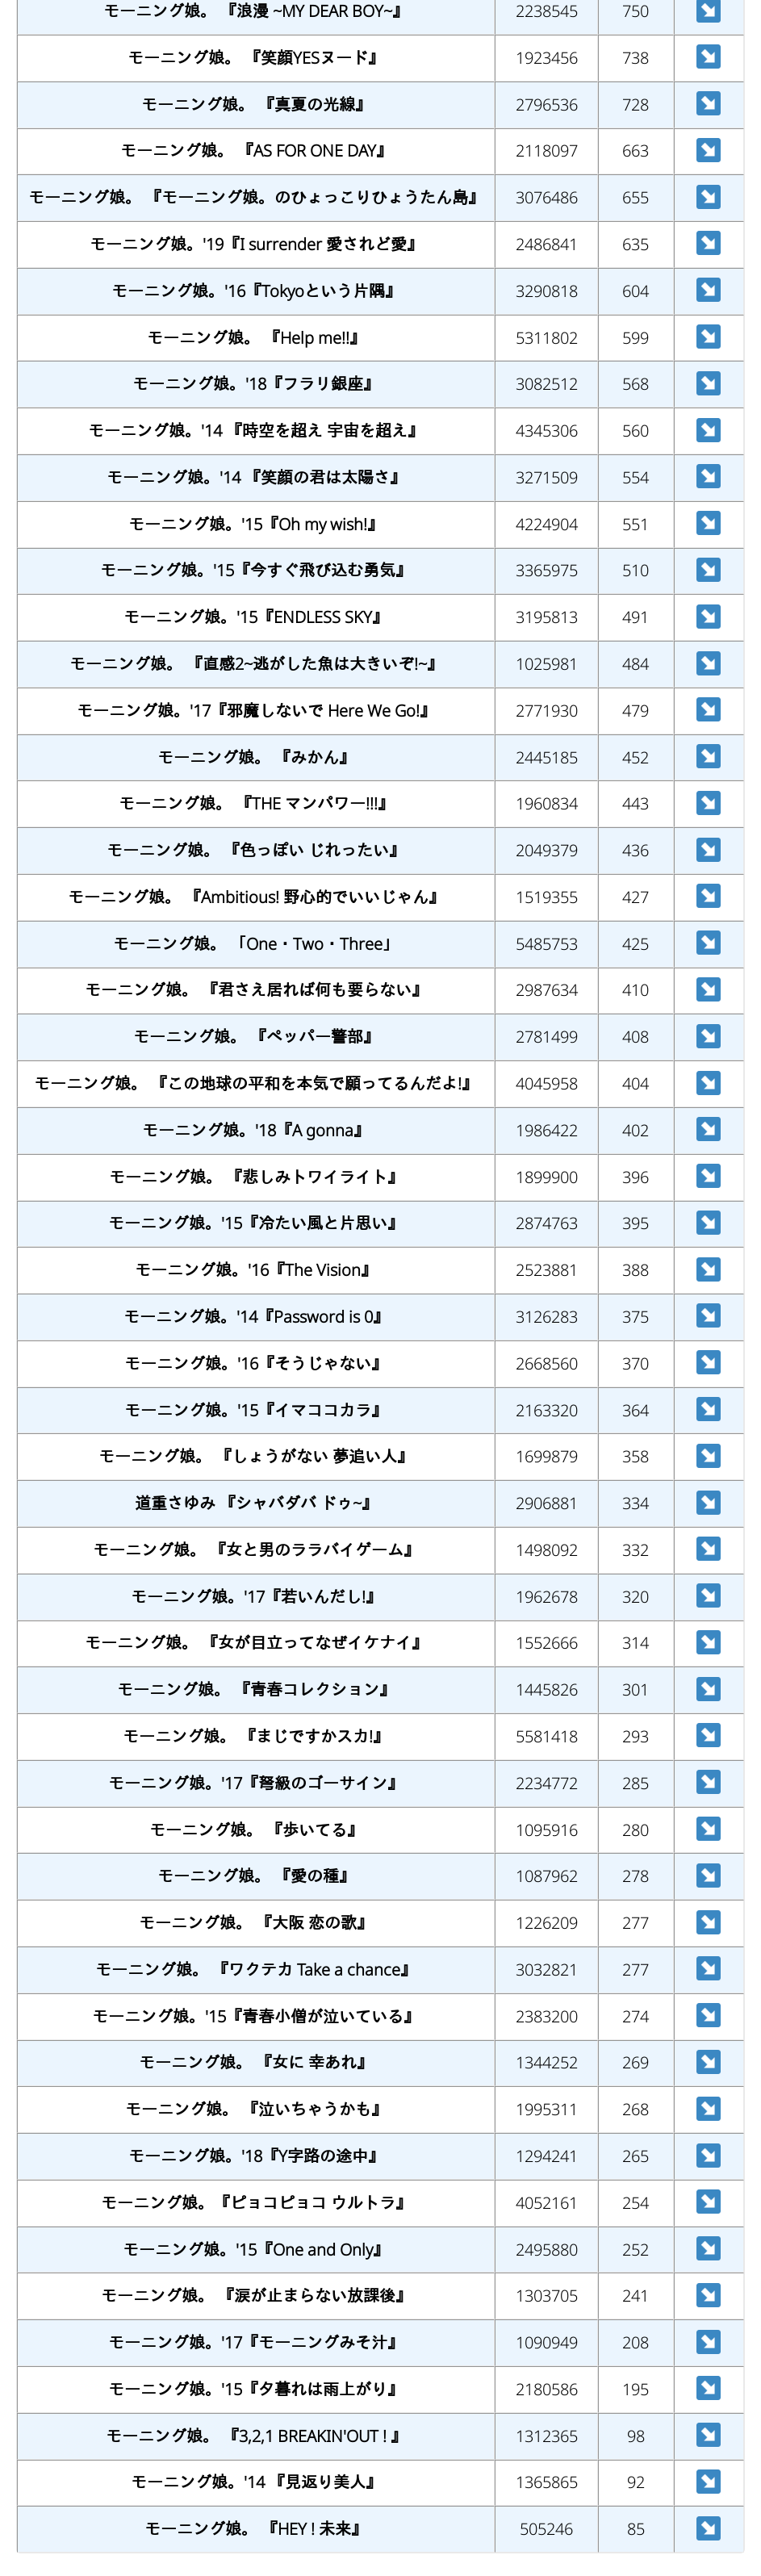 モーニング娘。 『浪漫 ~MY DEAR BOY~』 2238545 750
モーニング娘。 『笑顔YESヌード』 1923456 738
モーニング娘。 『真夏の光線』 2796536 728
モーニング娘。 『AS FOR ONE DAY』 2118097 663
モーニング娘。 『モーニング娘。のひょっこりひょうたん島』 3076486 655
モーニング娘。'19『I surrender 愛されど愛』 2486841 635
モーニング娘。'16『Tokyoという片隅』 3290818 604
モーニング娘。 『Help me!!』 5311802 599
モーニング娘。'18『フラリ銀座』 3082512 568
モーニング娘。'14 『時空を超え 宇宙を超え』 4345306 560
モーニング娘。'14 『笑顔の君は太陽さ』 3271509 554
モーニング娘。'15『Oh my wish!』 4224904 551
モーニング娘。'15『今すぐ飛び込む勇気』 3365975 510
モーニング娘。'15『ENDLESS SKY』 3195813 491
モーニング娘。 『直感2~逃がした魚は大きいぞ!~』 1025981 484
モーニング娘。'17『邪魔しないで Here We Go!』 2771930 479
モーニング娘。 『みかん』 2445185 452
モーニング娘。 『THE マンパワー!!!』 1960834 443
モーニング娘。 『色っぽい じれったい』 2049379 436
モーニング娘。 『Ambitious! 野心的でいいじゃん』 1519355 427
モーニング娘。 「One・Two・Three」 5485753 425
モーニング娘。 『君さえ居れば何も要らない』 2987634 410
モーニング娘。 『ペッパー警部』 2781499 408
モーニング娘。 『この地球の平和を本気で願ってるんだよ!』 4045958 404
モーニング娘。'18『A gonna』 1986422 402
モーニング娘。 『悲しみトワイライト』 1899900 396
モーニング娘。'15『冷たい風と片思い』 2874763 395
モーニング娘。'16『The Vision』 2523881 388
モーニング娘。'14『Password is 0』 3126283 375
モーニング娘。'16『そうじゃない』 2668560 370
モーニング娘。'15『イマココカラ』 2163320 364
モーニング娘。 『しょうがない 夢追い人』 1699879 358
道重さゆみ 『シャバダバ ドゥ~』 2906881 334
モーニング娘。 『女と男のララバイゲーム』 1498092 332
モーニング娘。'17『若いんだし!』 1962678 320
モーニング娘。 『女が目立ってなぜイケナイ』 1552666 314
モーニング娘。 『青春コレクション』 1445826 301
モーニング娘。 『まじですかスカ!』 5581418 293
モーニング娘。'17『弩級のゴーサイン』 2234772 285
モーニング娘。 『歩いてる』 1095916 280
モーニング娘。 『愛の種』 1087962 278
モーニング娘。 『大阪 恋の歌』 1226209 277
モーニング娘。 『ワクテカ Take a chance』 3032821 277
モーニング娘。'15『青春小僧が泣いている』 2383200 274
モーニング娘。 『女に 幸あれ』 1344252 269
モーニング娘。 『泣いちゃうかも』 1995311 268
モーニング娘。'18『Y字路の途中』 1294241 265
モーニング娘。『ピョコピョコ ウルトラ』 4052161 254
モーニング娘。'15『One and Only』 2495880 252
モーニング娘。 『涙が止まらない放課後』 1303705 241
モーニング娘。'17『モーニングみそ汁』 1090949 208
モーニング娘。'15『夕暮れは雨上がり』 2180586 195
モーニング娘。 『3,2,1 BREAKIN'OUT ! 』 1312365 98
モーニング娘。'14 『見返り美人』 1365865 92
モーニング娘。 『HEY ! 未来』 505246 85